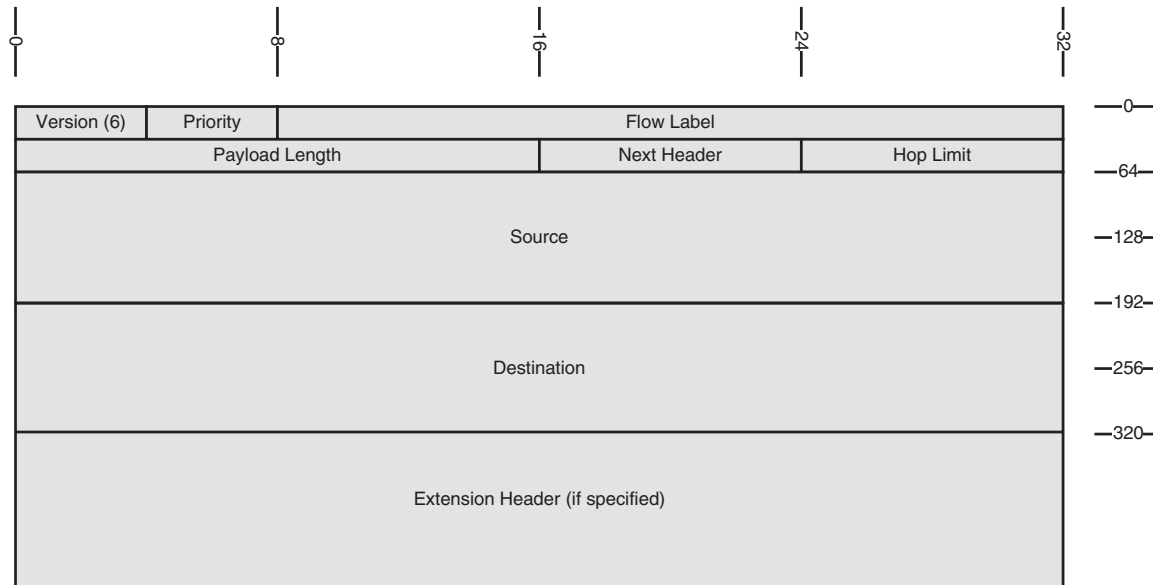 0 8 16 24 32
Version (6) Priority Flow Label 0
Payload Length Next Header Hop Limit
64
Source 128
192
Destination 256
320
Extension Header (if specified)